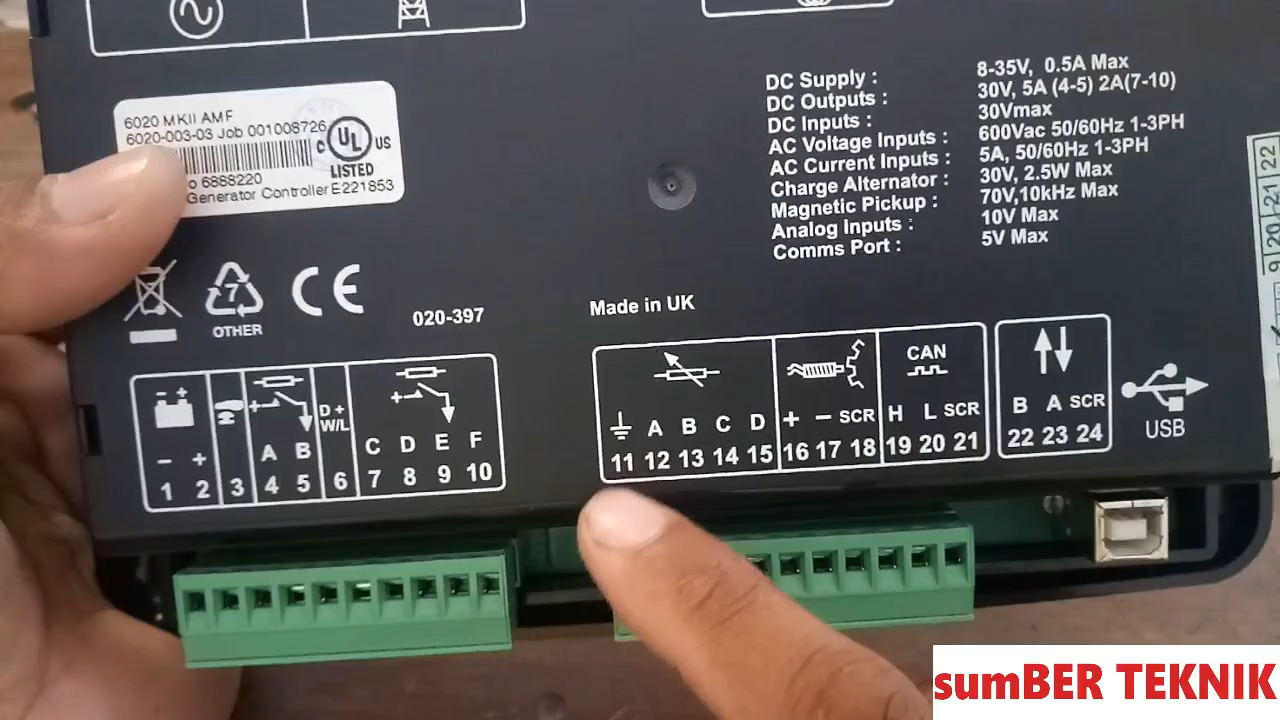 6020 MKII AMF
6020-003-03 Job 001008726
6888220
Generator Controller E221853
C UL US
LISTED
DC Supply : 8-35V, 0.5A Max
DC Outputs : 30V, 5A (4-5) 2A(7-10)
DC Inputs : 30Vmax
AC Voltage Inputs : 600Vac 50/60Hz 1-3PH
AC Current Inputs : 5A, 50/60Hz 1-3PH
Charge Alternator : 30V, 2.5W Max
Magnetic Pickup : 70V,10kHz Max
Analog Inputs : 10V Max
Comms Port : 5V Max
7
OTHER
CE
020-397
Made in UK
- +
D+
W/L
A B
C D E F
- +
1 2 3 4 5 6 7 8 9 10
A B C D
+ - SCR
CAN
H L SCR
11 12 13 14 15 16 17 18 19 20 21
B A SCR
22 23 24
USB
9 20 21 22
sumBER TEKNIK